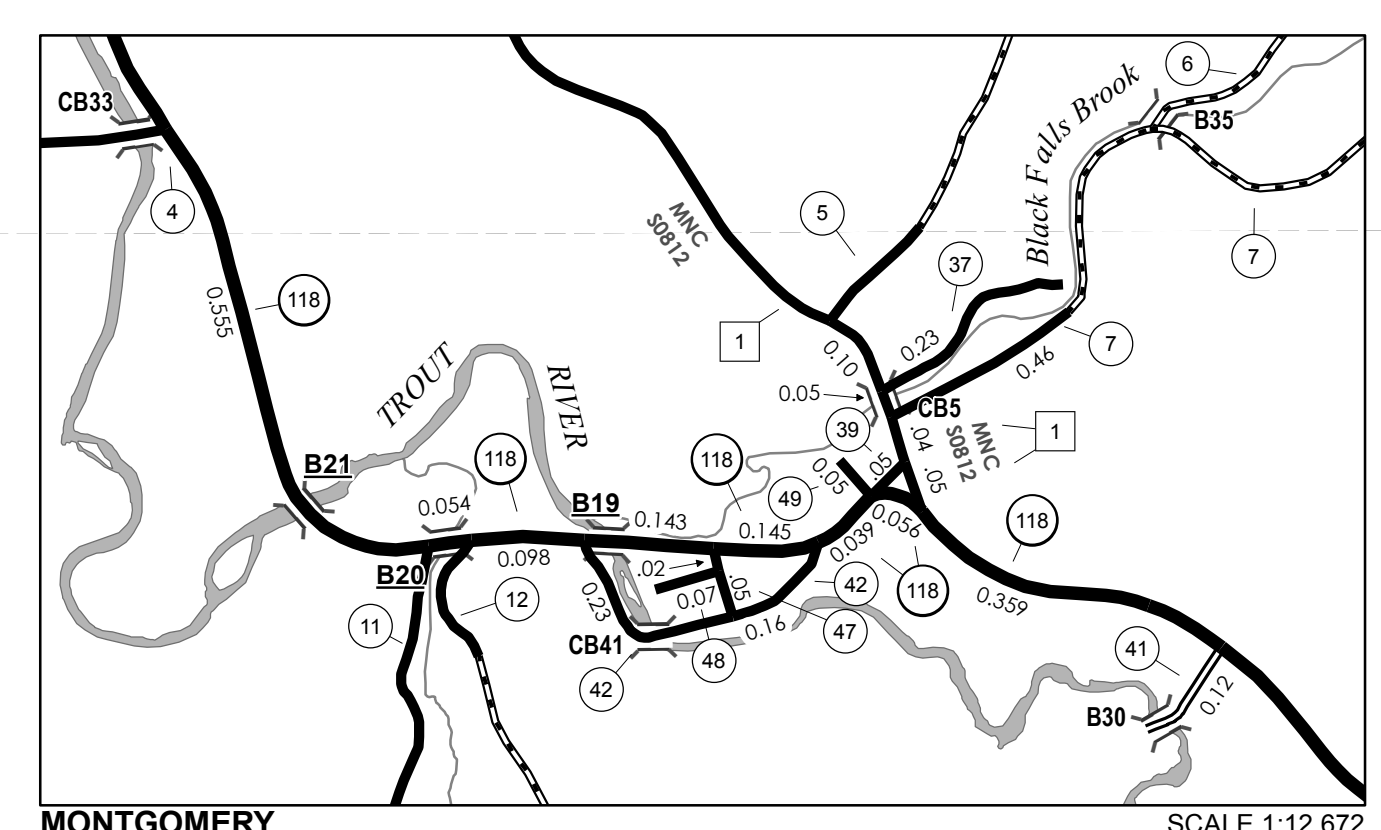 6
CB33
Black Falls Brook
B35
4
MNC
S0812
5
7
37
118
0.555
1
0.10
0.23
7
0.46
TROUT
RIVER
0.05
CB5
39
.04
MNC
S0812
1
118
118
B21
0.05
.05
.05
49
0.054
B19
0.143
0.145
0.056
118
0.098
0.039
B20
.02
.05
42
118
0.359
12
0.23
0.07
47
11
0.16
CB41
48
41
42
0.12
B30
MONTGOMERY
SCALE 1:12,672